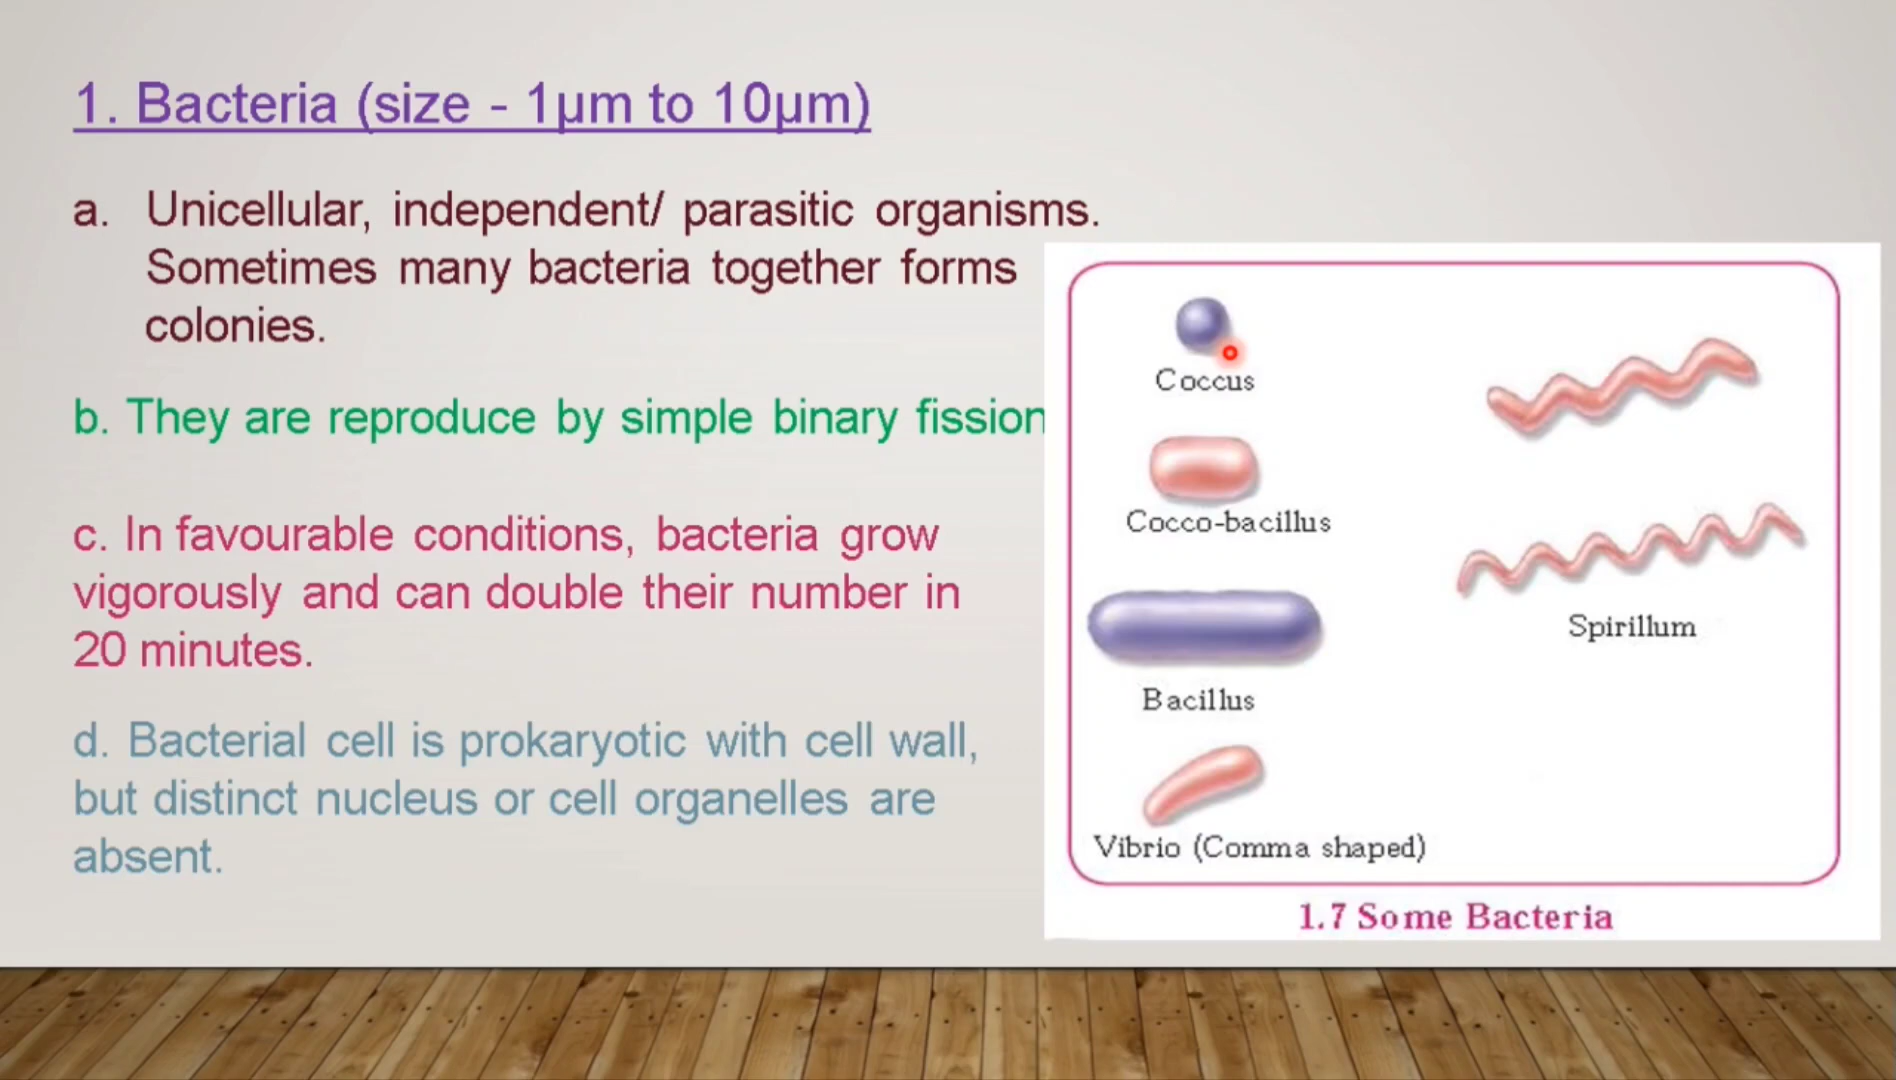 1. Bacteria (size - 1µm to 10µm)
a. Unicellular, independent/ parasitic organisms.
Sometimes many bacteria together forms
colonies.
b. They are reproduce by simple binary fission
c. In favourable conditions, bacteria grow
vigorously and can double their number in
20 minutes.
d. Bacterial cell is prokaryotic with cell wall,
but distinct nucleus or cell organelles are
absent.
Coccus
Cocco-bacillus
Bacillus
Vibrio (Comma shaped)
Spirillum
1.7 Some Bacteria